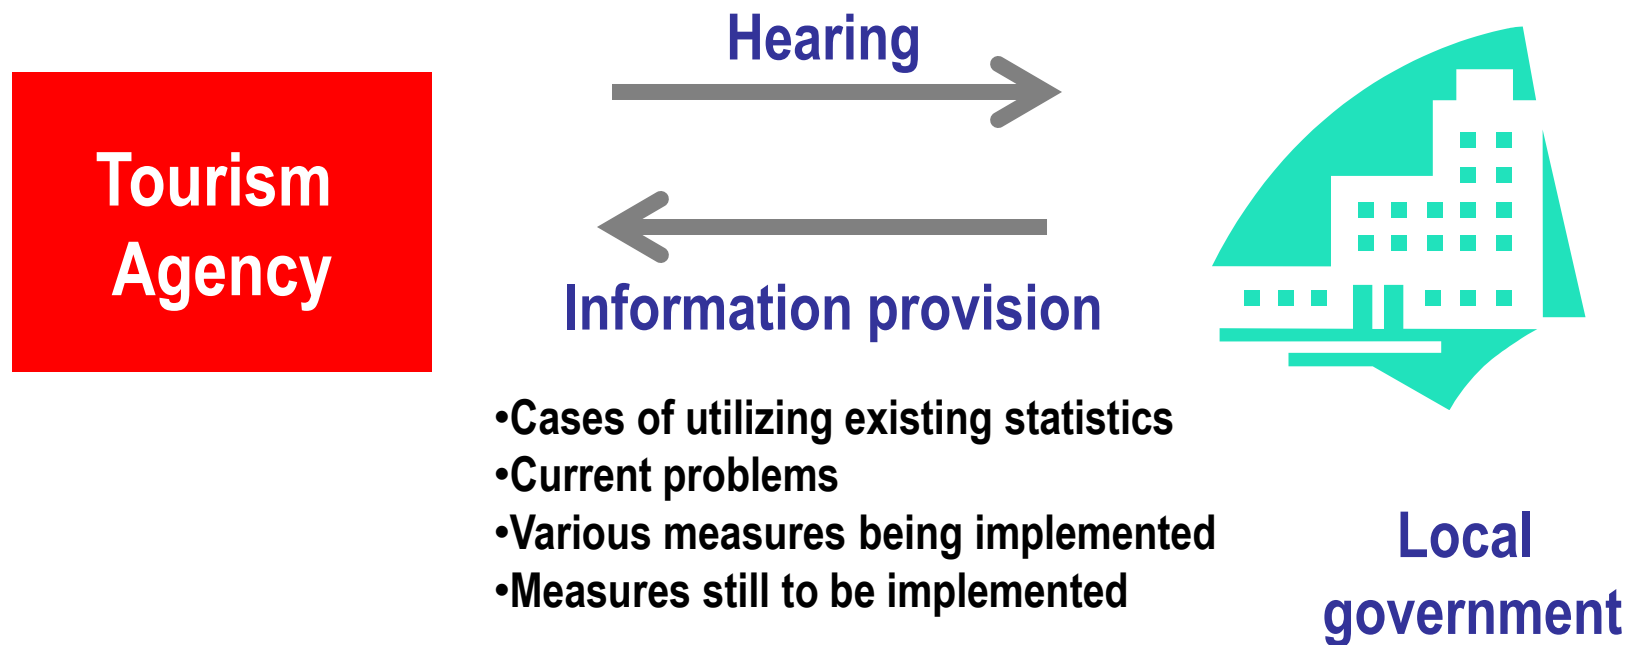 Hearing
Tourism
Agency
Information provision
•Cases of utilizing existing statistics
•Current problems
•Various measures being implemented
•Measures still to be implemented
Local
government